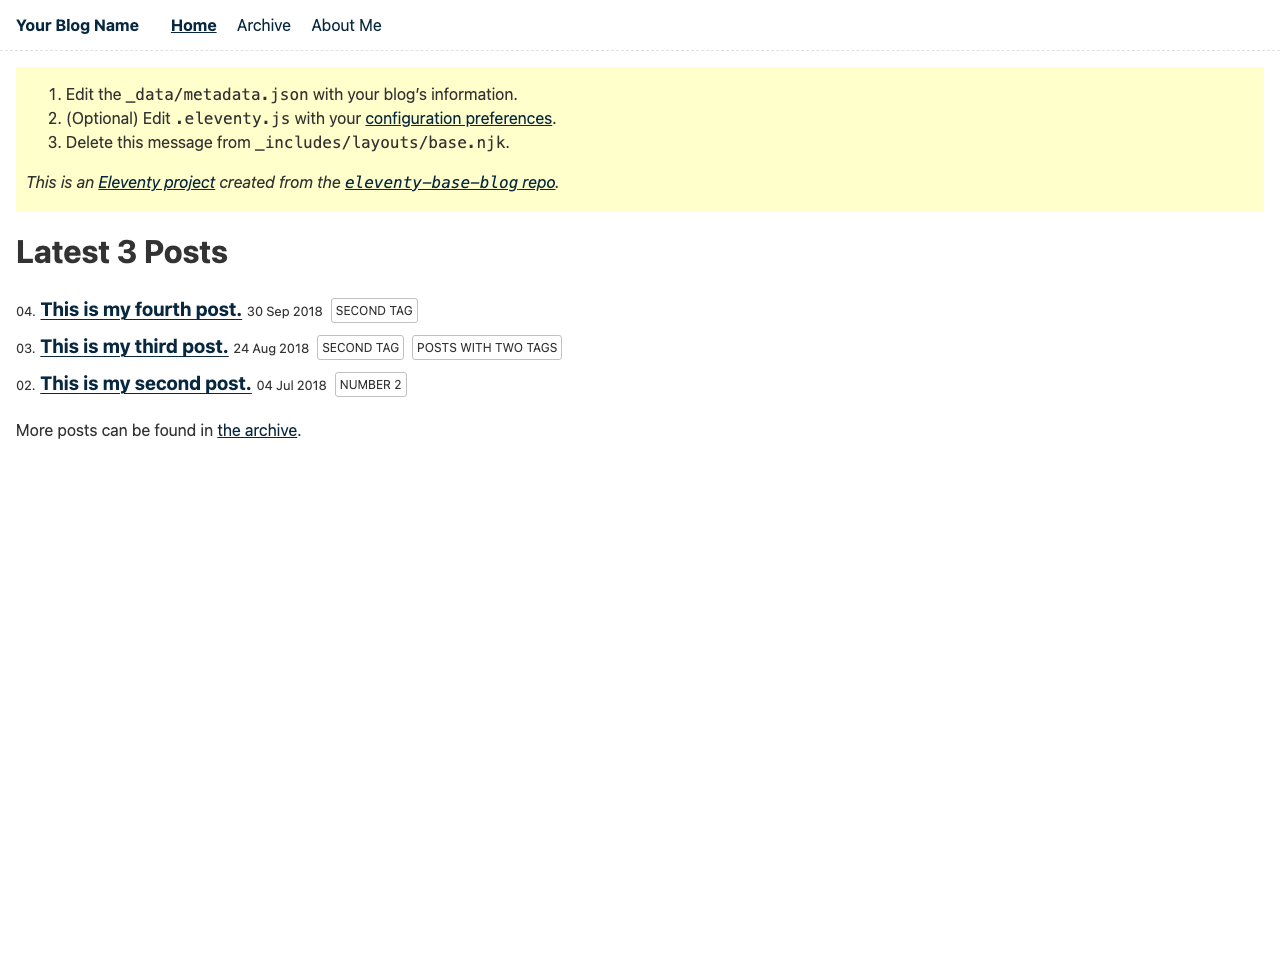 Your Blog Name Home Archive About Me
1. Edit the _data/metadata.json with your blog’s information.
2. (Optional) Edit .eleventy.js with your configuration preferences.
3. Delete this message from _includes/layouts/base.njk.
This is an Eleventy project created from the eleventy-base-blog repo.
Latest 3 Posts
04. This is my fourth post. 30 Sep 2018 SECOND TAG
03. This is my third post. 24 Aug 2018 SECOND TAG POSTS WITH TWO TAGS
02. This is my second post. 04 Jul 2018 NUMBER 2
More posts can be found in the archive.